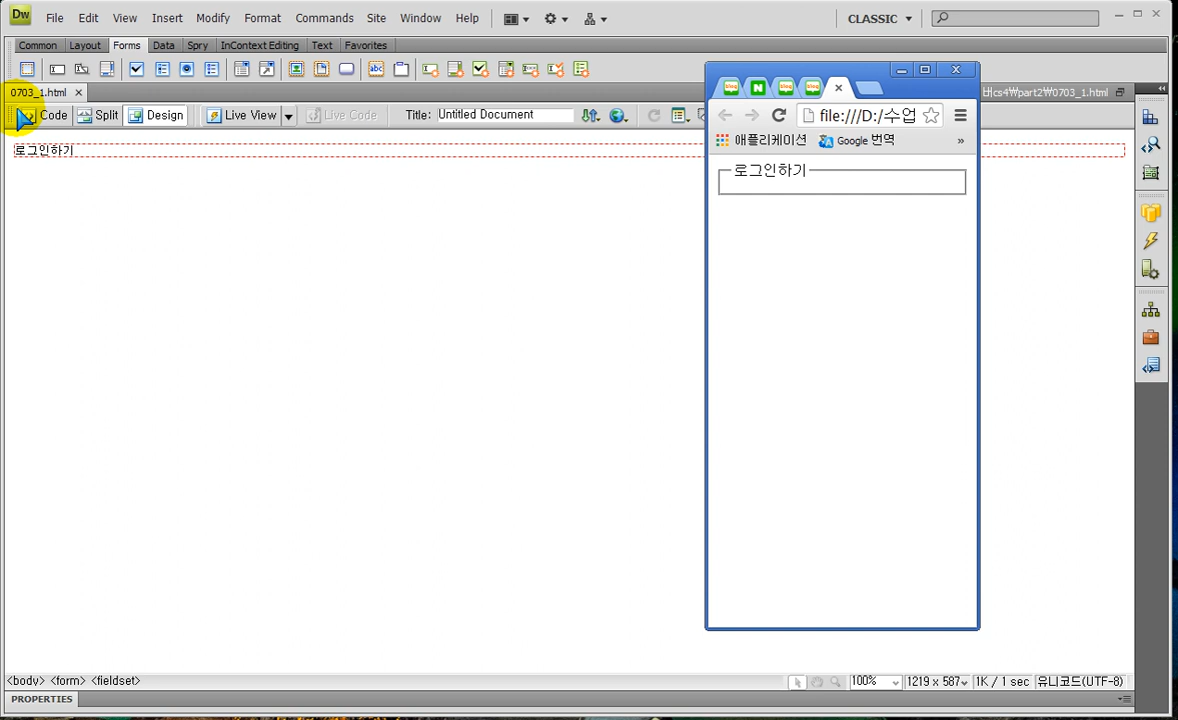 Dw File Edit View Insert Modify Format Commands Site Window Help CLASSIC
Common Layout Forms Data Spry InContext Editing Text Favorites
0703_1.html
cs4₩part2₩0703_1.html
Code Split Design Live View Live Code Title: Untitled Document
로그인하기
file:///D:/수업
애플리케이션 Google 번역 »
로그인하기
<body> <form> <fieldset> 100% 1219 x 587 1K / 1 sec 유니코드(UTF-8)
PROPERTIES